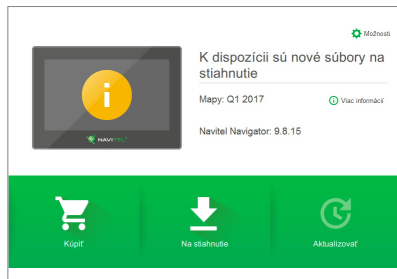 Možnosti
K dispozícii sú nové súbory na
stiahnutie
Mapy: Q1 2017
Viac informácií
Navitel Navigator: 9.8.15
NAVITEL
Kúpiť
Na stiahnutie
Aktualizovať